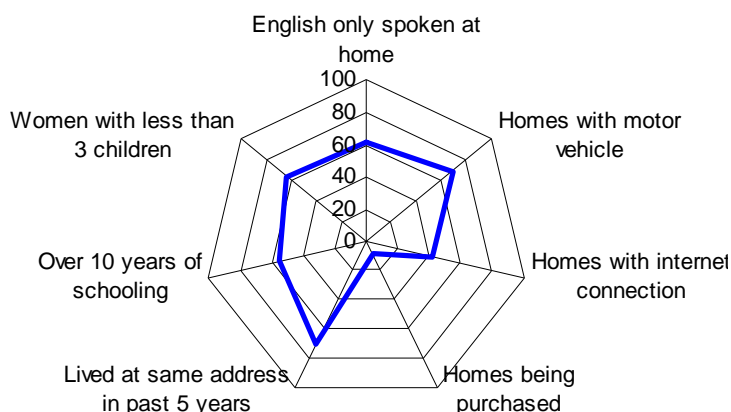 English only spoken at
home
100
80
60
40
20
0
Homes with motor
vehicle
Homes with internet
connection
Homes being
purchased
Lived at same address
in past 5 years
Over 10 years of
schooling
Women with less than
3 children